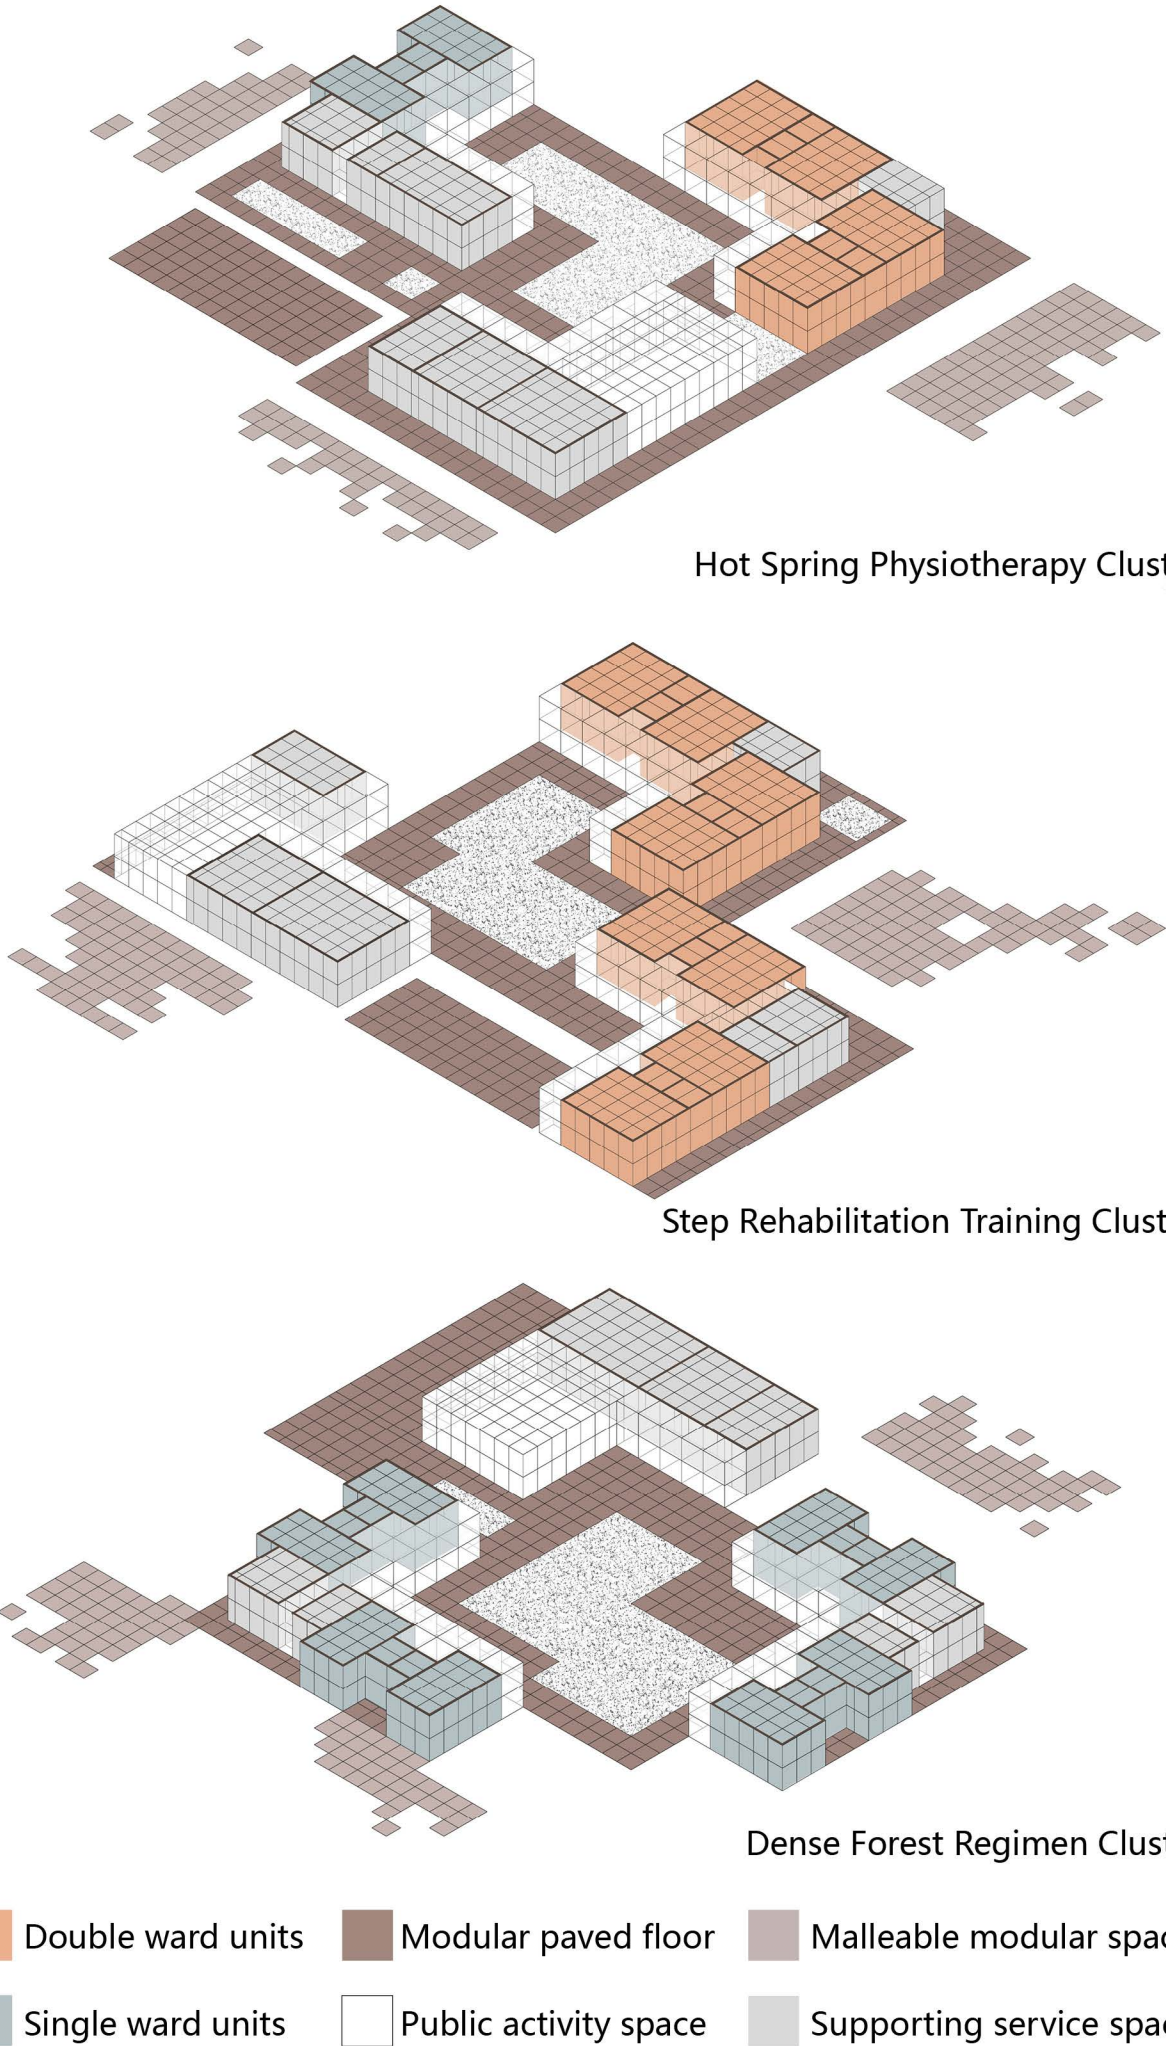 Hot Spring Physiotherapy Clust
Step Rehabilitation Training Clust
Dense Forest Regimen Clust
Double ward units
Modular paved floor
Malleable modular spac
Single ward units
Public activity space
Supporting service spac